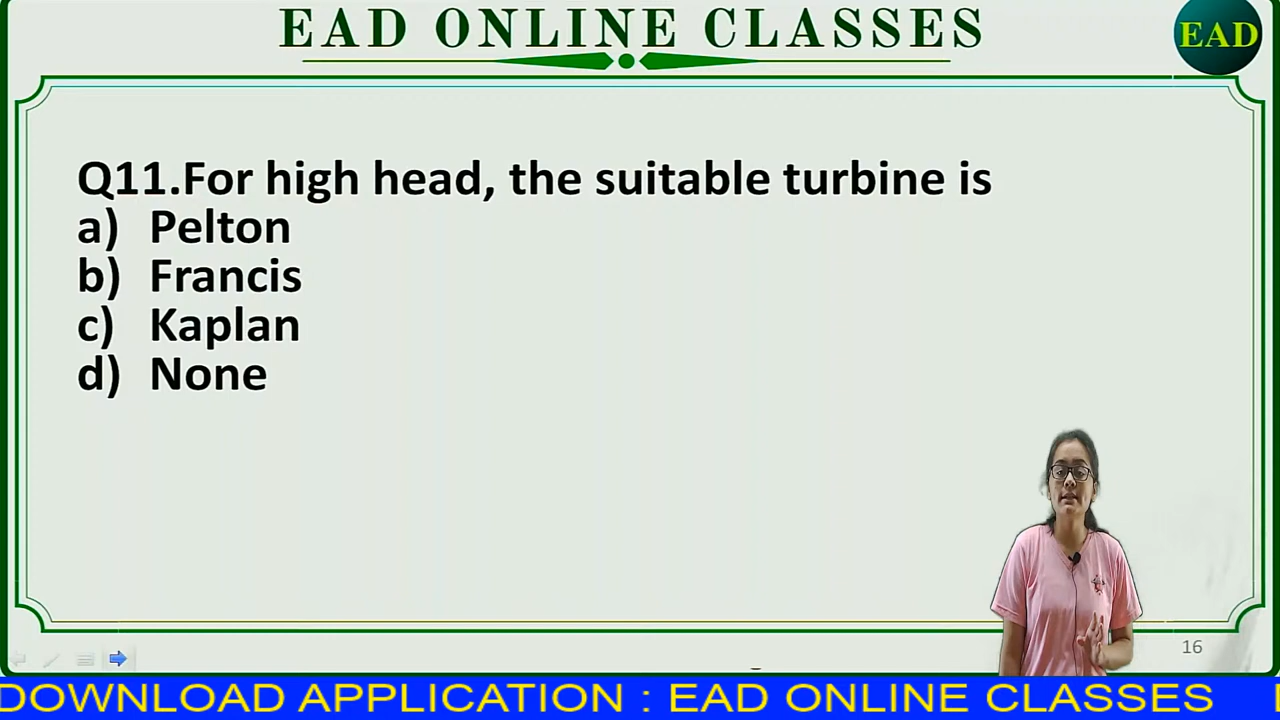 EAD ONLINE CLASSES
EAD
Q11.For high head, the suitable turbine is
a) Pelton
b) Francis
c) Kaplan
d) None
16
DOWNLOAD APPLICATION : EAD ONLINE CLASSES